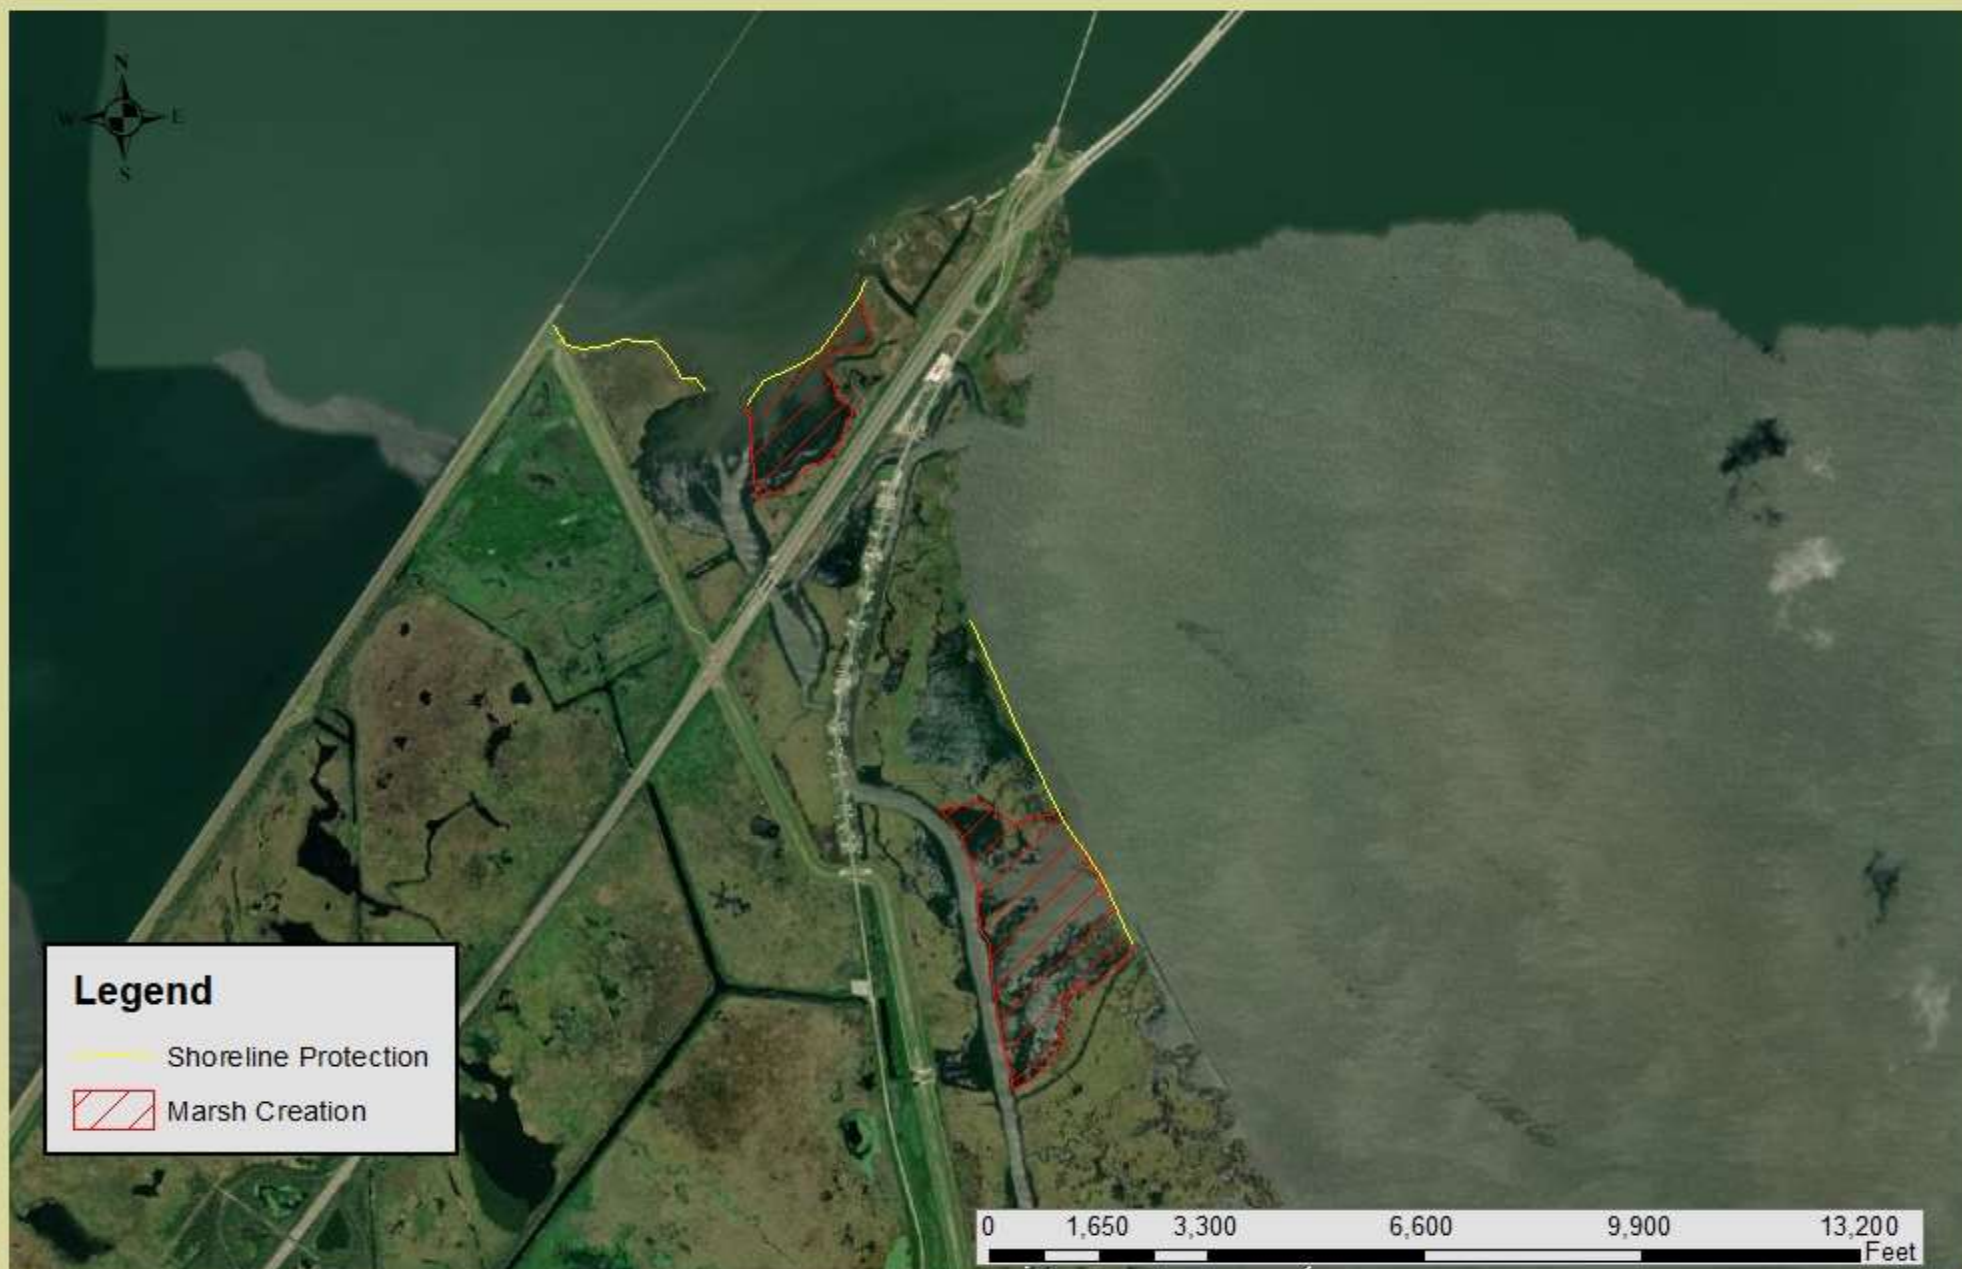 N
W E
S
Legend
Shoreline Protection
Marsh Creation
0 1,650 3,300 6,600 9,900 13,200
Feet